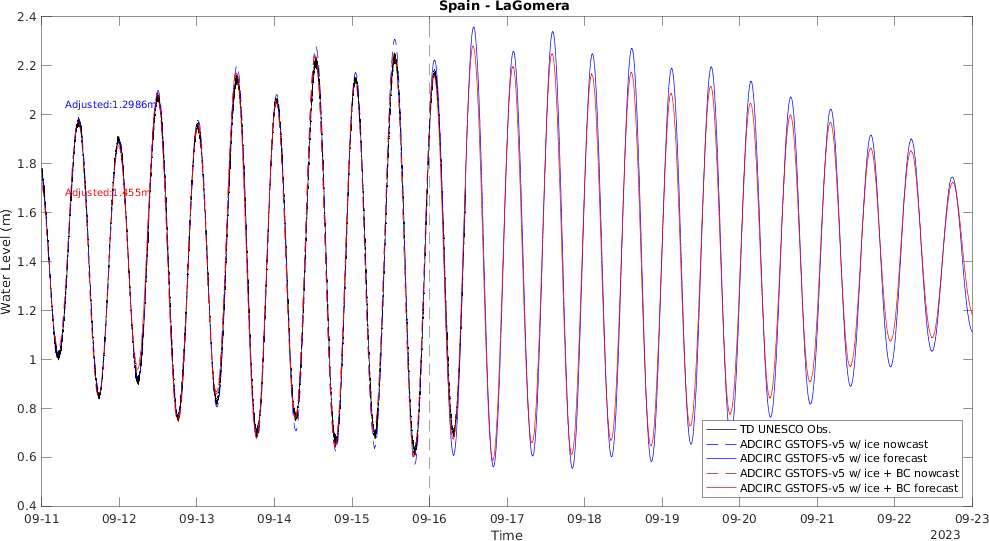 Spain - LaGomera
2.4
2.2
2
1.8
1.6
1.4
1.2
1
0.8
0.6
0.4
Water Level (m)
Adjusted:1.2986m
Adjusted:1.455m
TD UNESCO Obs.
ADCIRC GSTOFS-v5 w/ ice nowcast
ADCIRC GSTOFS-v5 w/ ice forecast
ADCIRC GSTOFS-v5 w/ ice + BC nowcast
ADCIRC GSTOFS-v5 w/ ice + BC forecast
09-11 09-12 09-13 09-14 09-15 09-16 09-17 09-18 09-19 09-20 09-21 09-22 09-23
Time
2023